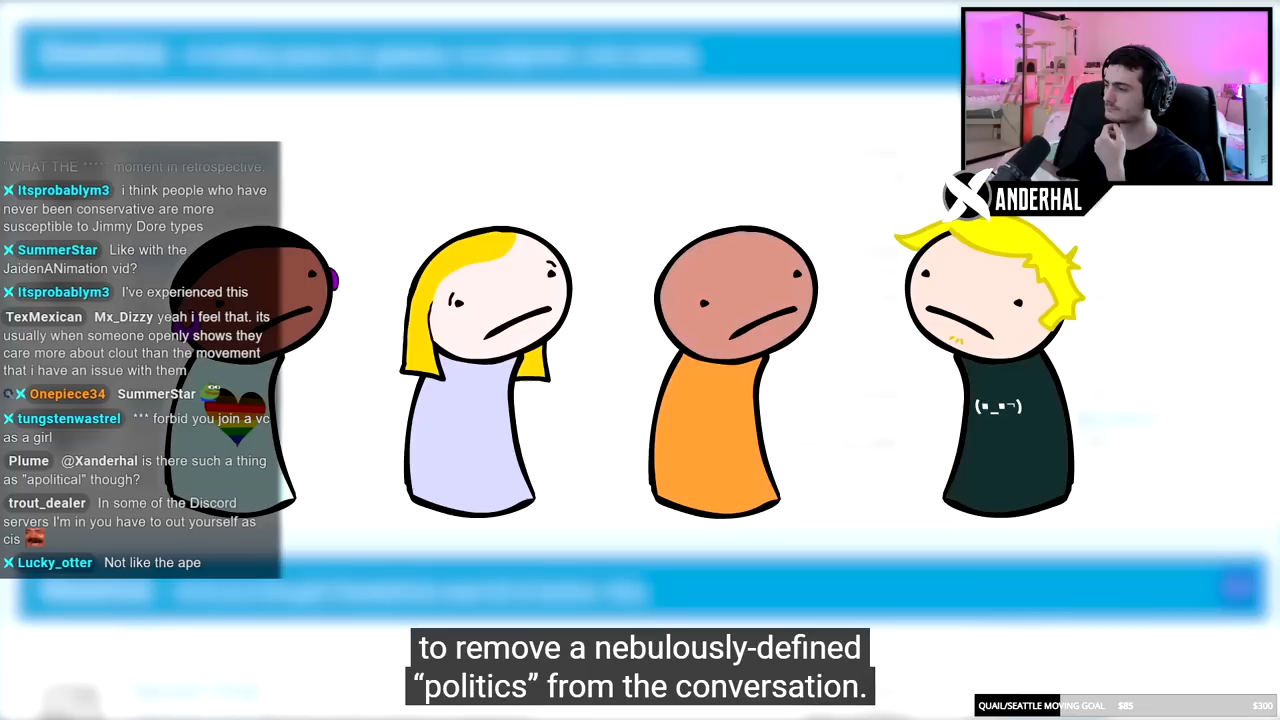 "WHAT THE ****" moment in retrospective.
Itsprobablym3 i think people who have
never been conservative are more
susceptible to Jimmy Dore types
SummerStar Like with the
JaidenANimation vid?
Itsprobablym3 I've experienced this
TexMexican Mx_Dizzy yeah i feel that. its
usually when someone openly shows they
care more about clout than the movement
that i have an issue with them
Onepiece34 SummerStar
tungstenwastrel *** forbid you join a vc
as a girl
Plume @Xanderhal is there such a thing
as "apolitical" though?
trout_dealer In some of the Discord
servers I'm in you have to out yourself as
cis
Lucky_otter Not like the ape
XANDERHAL
(▪_▪¬)
to remove a nebulously-defined
“politics” from the conversation.
QUAIL/SEATTLE MOVING GOAL $85 $300